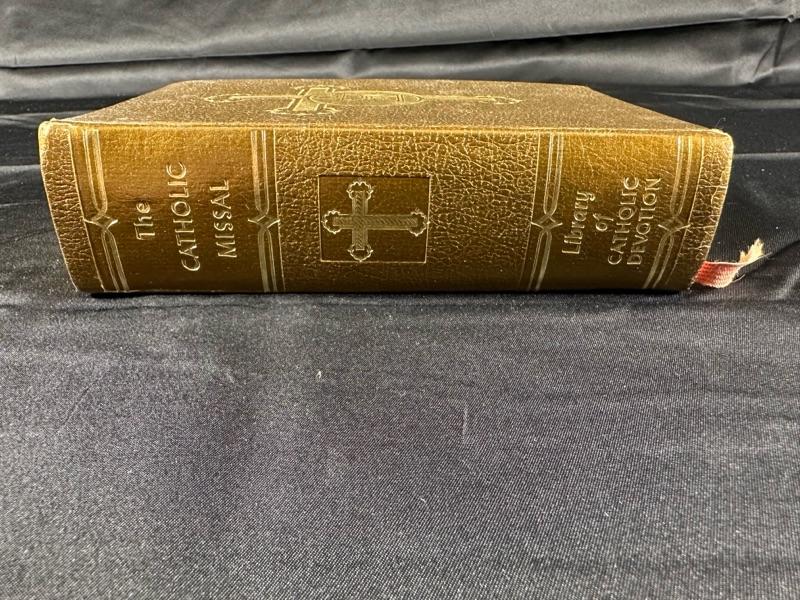 The
CATHOLIC
MISSAL
Library
of
CATHOLIC
DEVOTION